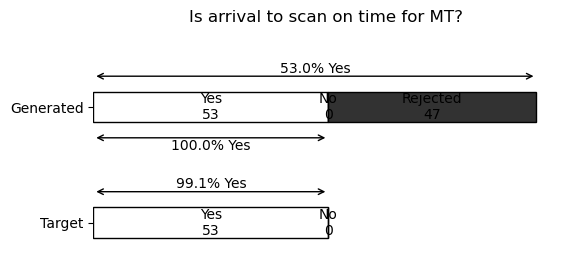 Is arrival to scan on time for MT?
53.0% Yes
Generated
Yes
53
No
0
Rejected
47
100.0% Yes
99.1% Yes
Target
Yes
53
No
0